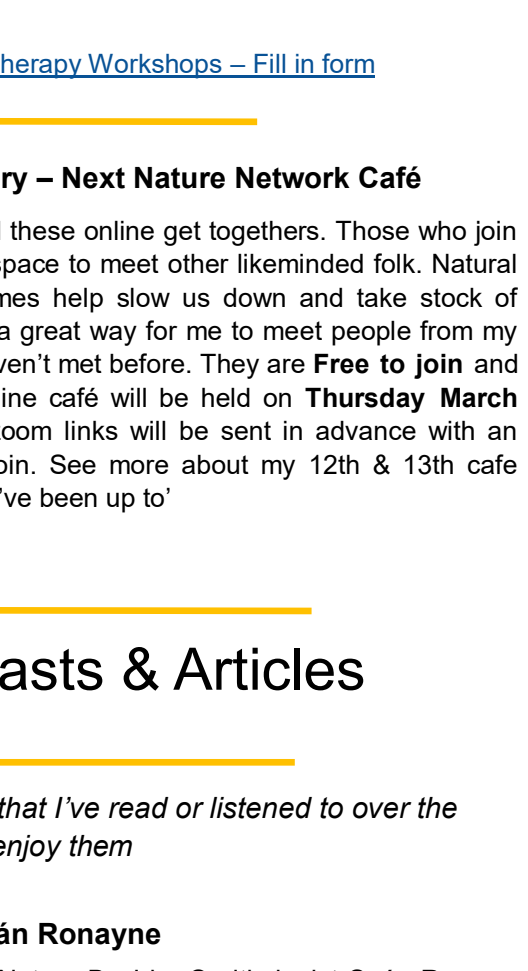 herapy Workshops – Fill in form
ry – Next Nature Network Café
these online get togethers. Those who join
space to meet other likeminded folk. Natural
mes help slow us down and take stock of
a great way for me to meet people from my
ven't met before. They are Free to join and
ine café will be held on Thursday March
oom links will be sent in advance with an
oin. See more about my 12th & 13th cafe
've been up to'
asts & Articles
that I've read or listened to over the
enjoy them
án Ronayne